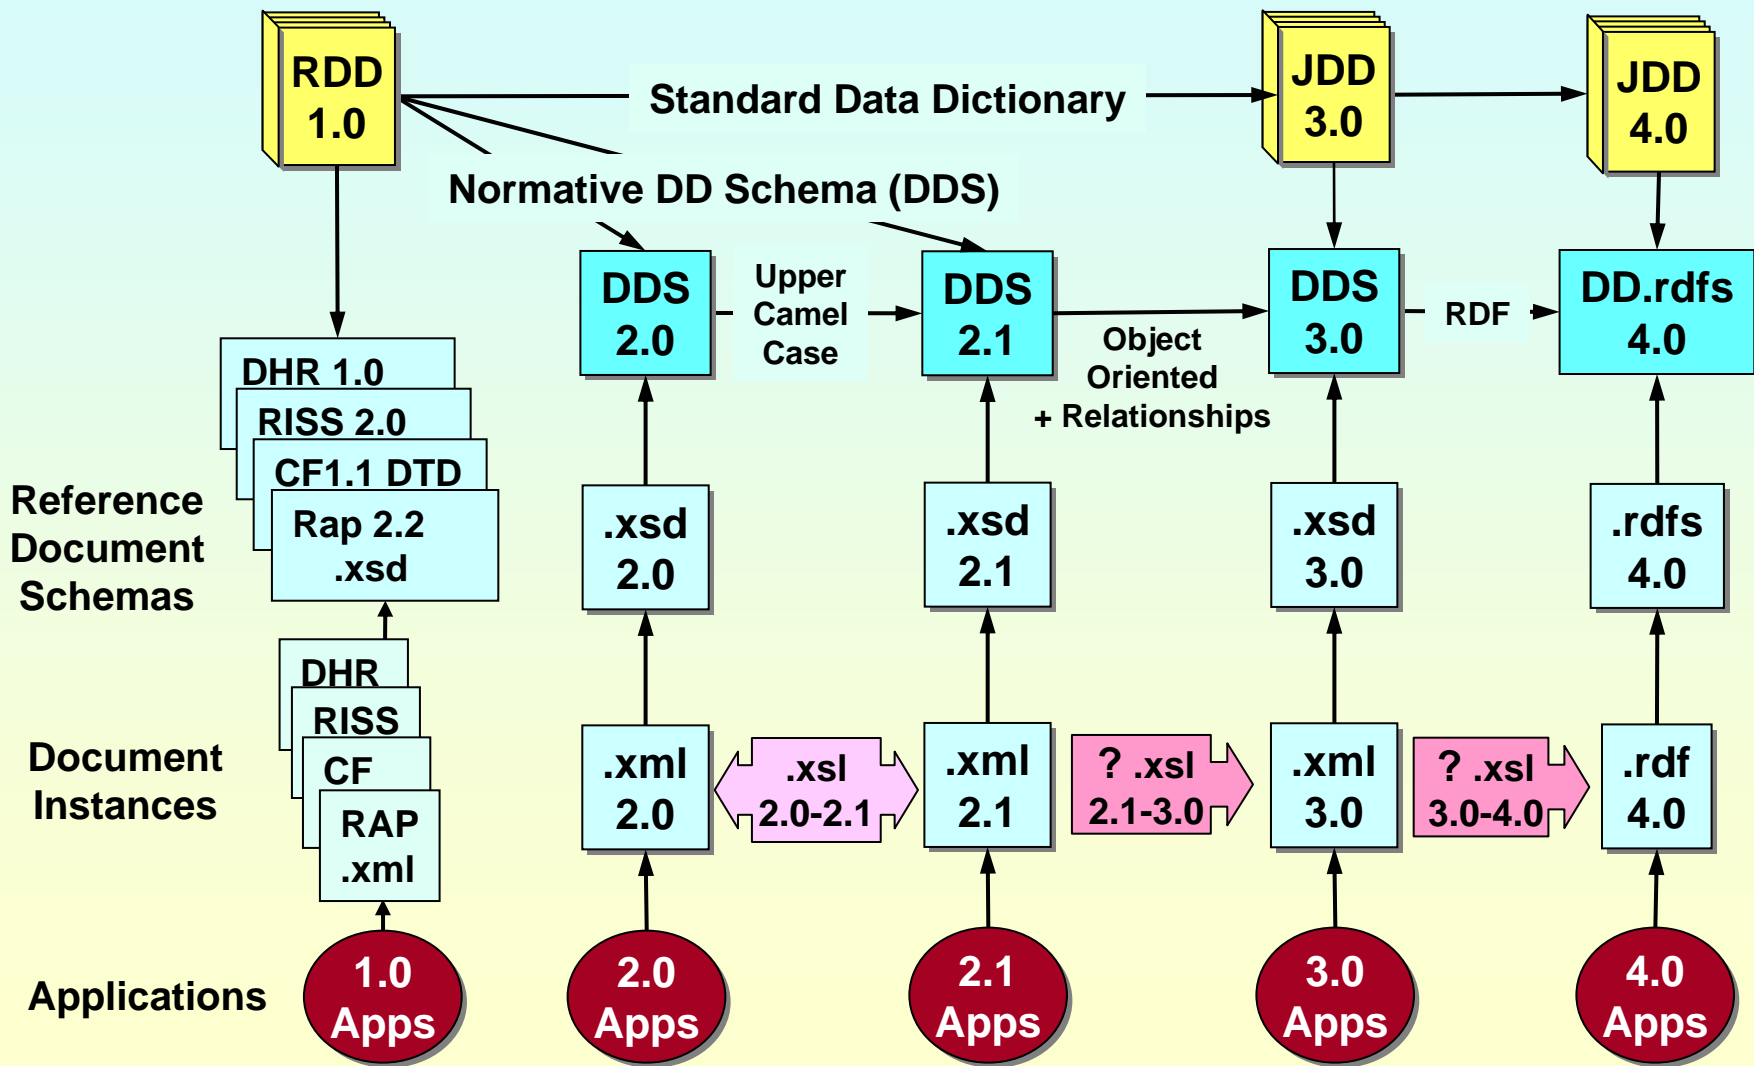 RDD
1.0
Standard Data Dictionary
JDD
3.0
JDD
4.0
Normative DD Schema (DDS)
DDS
2.0
Upper
Camel
Case
DDS
2.1
Object
Oriented
+ Relationships
DDS
3.0
RDF
DD.rdfs
4.0
DHR 1.0
RISS 2.0
CF1.1 DTD
Rap 2.2
.xsd
Reference
Document
Schemas
.xsd
2.0
.xsd
2.1
.xsd
3.0
.rdfs
4.0
DHR
RISS
CF
RAP
.xml
Document
Instances
.xml
2.0
.xsl
2.0-2.1
.xml
2.1
? .xsl
2.1-3.0
.xml
3.0
? .xsl
3.0-4.0
.rdf
4.0
Applications
1.0
Apps
2.0
Apps
2.1
Apps
3.0
Apps
4.0
Apps